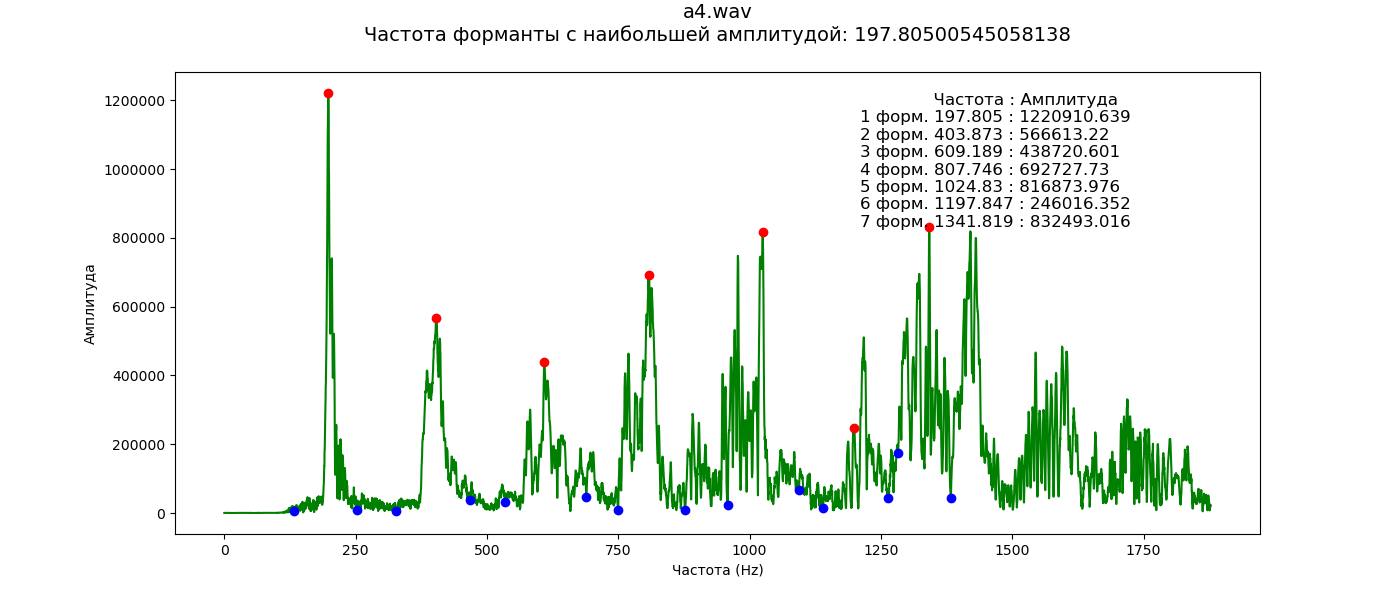 a4.wav
Частота форманты с наибольшей амплитудой: 197.80500545058138
Частота : Амплитуда
1 форм. 197.805 : 1220910.639
2 форм. 403.873 : 566613.22
3 форм. 609.189 : 438720.601
4 форм. 807.746 : 692727.73
5 форм. 1024.83 : 816873.976
6 форм. 1197.847 : 246016.352
7 форм. 1341.819 : 832493.016
1200000
1000000
800000
600000
400000
200000
0
Амплитуда
0 250 500 750 1000 1250 1500 1750
Частота (Hz)